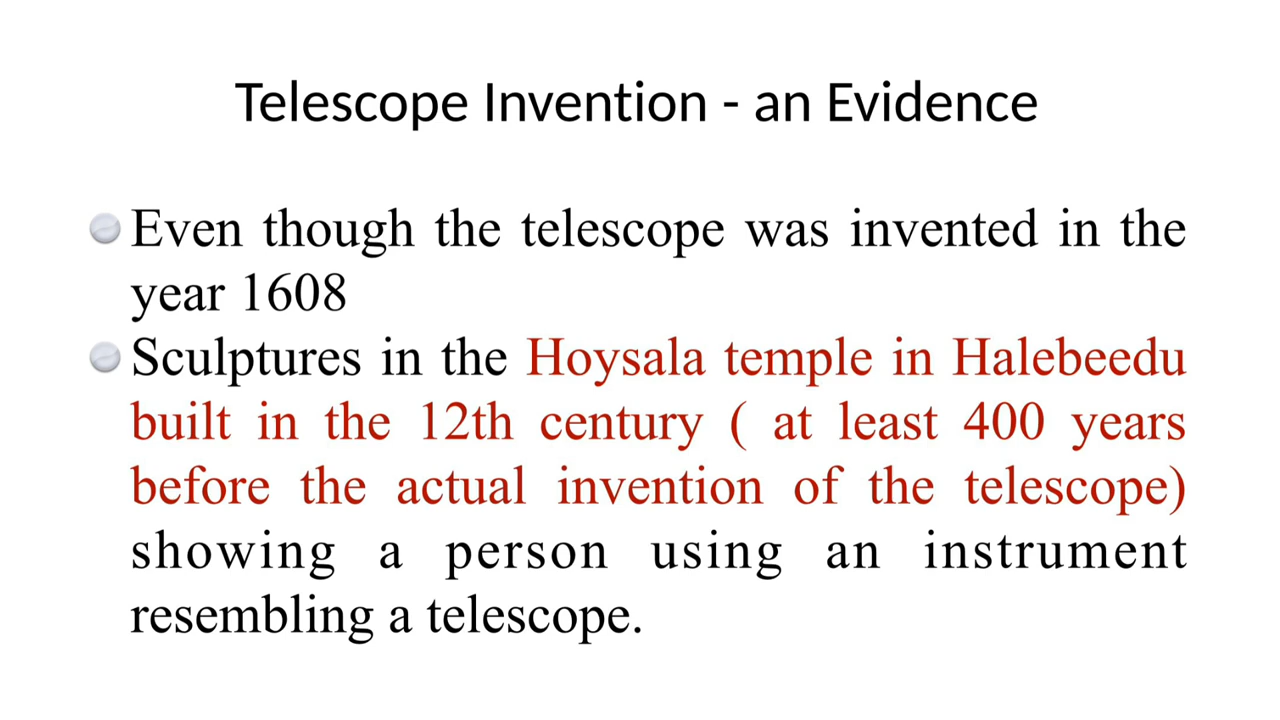 Telescope Invention - an Evidence
Even though the telescope was invented in the
year 1608
Sculptures in the Hoysala temple in Halebeedu
built in the 12th century ( at least 400 years
before the actual invention of the telescope)
showing a person using an instrument
resembling a telescope.